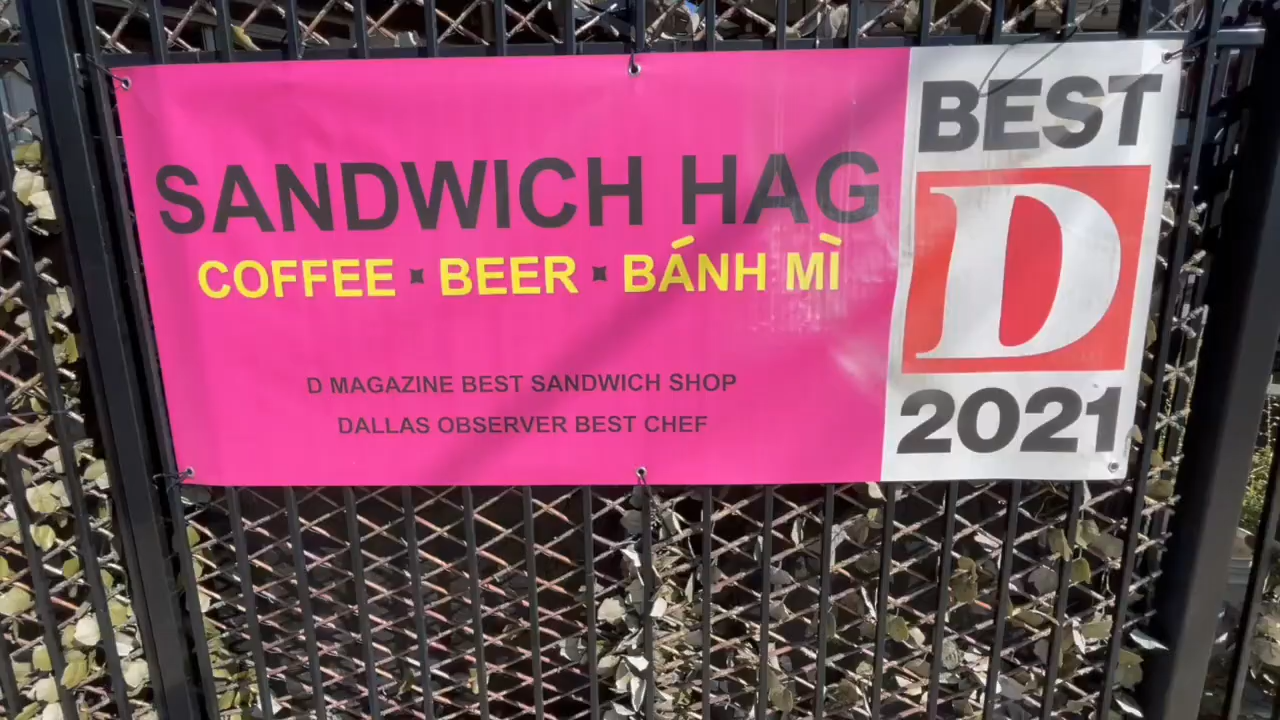 SANDWICH HAG
COFFEE ▪ BEER ▪ BÁNH MÌ
D MAGAZINE BEST SANDWICH SHOP
DALLAS OBSERVER BEST CHEF
BEST
D
2021